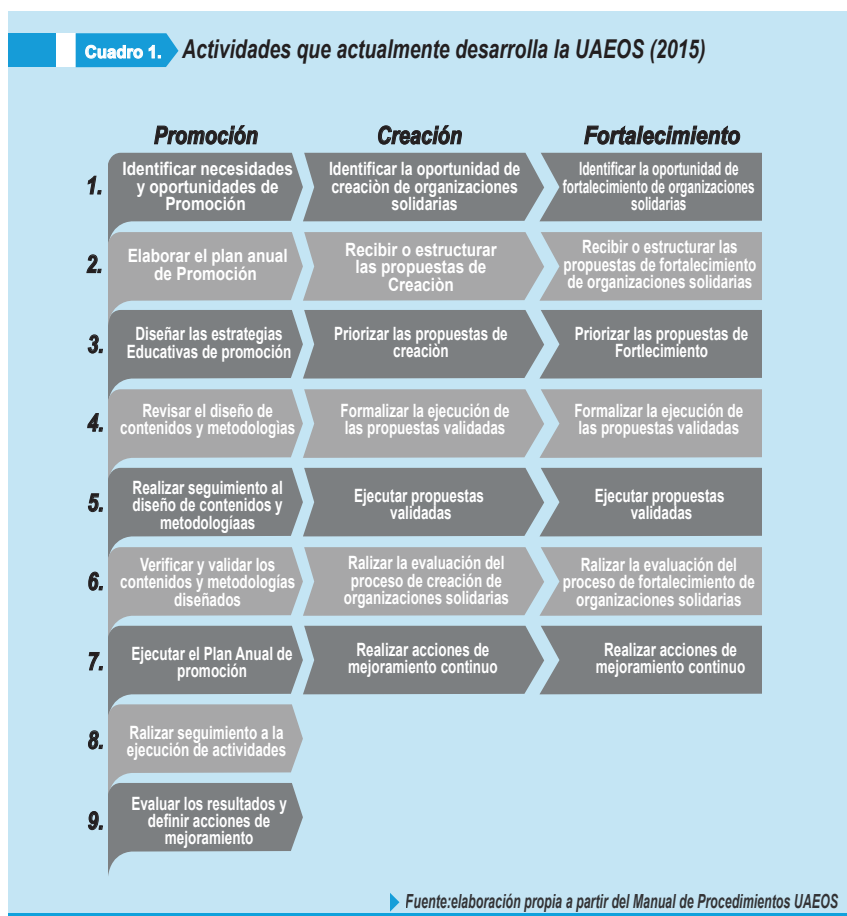 Cuadro 1. Actividades que actualmente desarrolla la UAEOS (2015)
Promoción
Creación
Fortalecimiento
1.
Identificar necesidades
y oportunidades de
Promoción
Identificar la oportunidad de
creaciòn de organizaciones
solidarias
Identificar la oportunidad de
fortalecimiento de organizaciones
solidarias
2.
Elaborar el plan anual
de Promoción
Recibir o estructurar
las propuestas de
Creaciòn
Recibir o estructurar las
propuestas de fortalecimiento
de organizaciones solidarias
3.
Diseñar las estrategias
Educativas de promoción
Priorizar las propuestas de
creaciòn
Priorizar las propuestas de
Fortlecimiento
4.
Revisar el diseño de
contenidos y metodologìas
Formalizar la ejecución de
las propuestas validadas
Formalizar la ejecución de
las propuestas validadas
5.
Realizar seguimiento al
diseño de contenidos y
metodologíaas
Ejecutar propuestas
validadas
Ejecutar propuestas
validadas
6.
Verificar y validar los
contenidos y metodologías
diseñados
Ralizar la evaluación del
proceso de creación de
organizaciones solidarias
Ralizar la evaluación del
proceso de fortalecimiento de
organizaciones solidarias
7.
Ejecutar el Plan Anual de
promoción
Realizar acciones de
mejoramiento continuo
Realizar acciones de
mejoramiento continuo
8.
Ralizar seguimiento a la
ejecución de actividades
9.
Evaluar los resultados y
definir acciones de
mejoramiento
Fuente:elaboración propia a partir del Manual de Procedimientos UAEOS